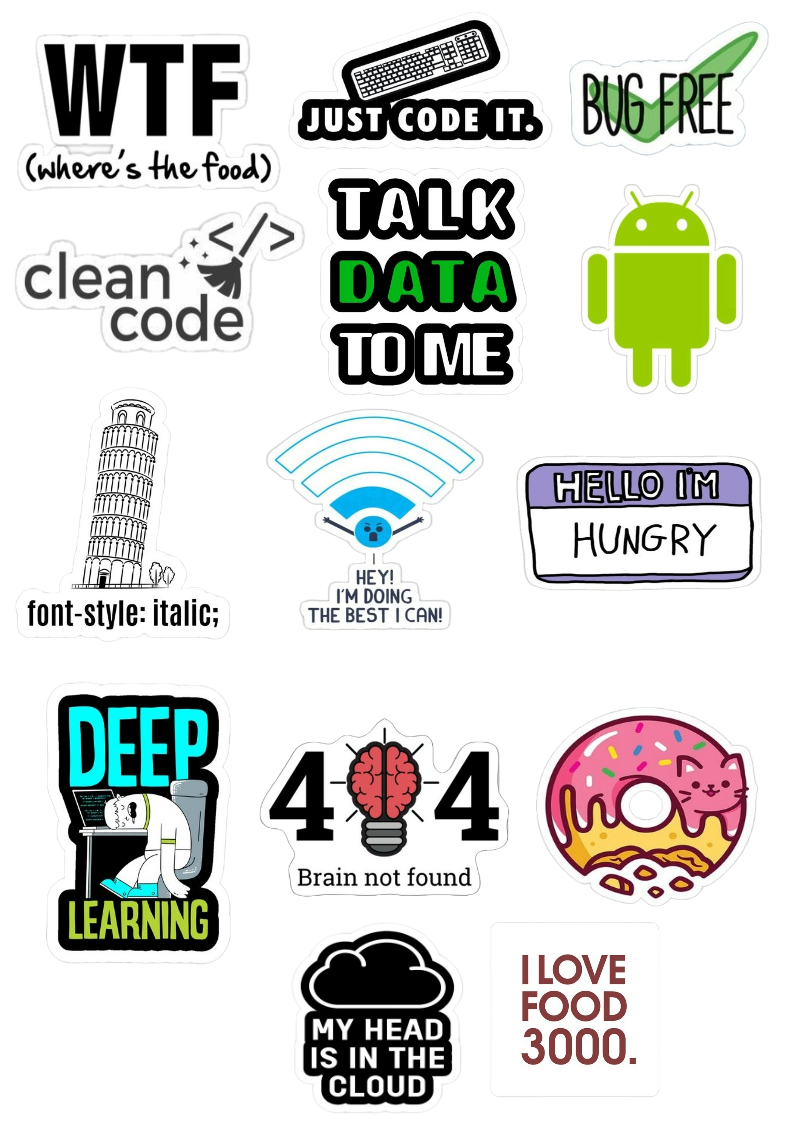 WTF
(where's the food)
JUST CODE IT.
BUG FREE
clean
code
</>
TALK
DATA
TO ME
font-style: italic;
HEY!
I'M DOING
THE BEST I CAN!
HELLO I'M
HUNGRY
DEEP
LEARNING
4 4
Brain not found
MY HEAD
IS IN THE
CLOUD
I LOVE
FOOD
3000.